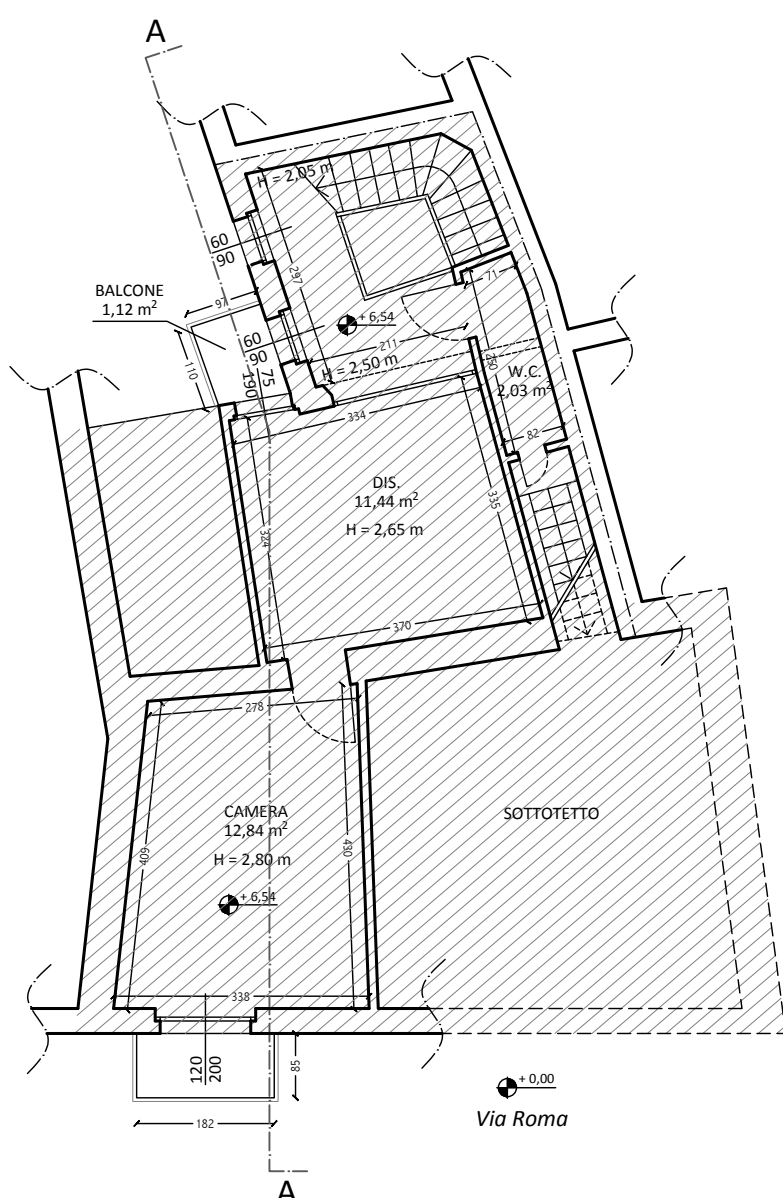 A
H = 2,05 m
60
90
297
71
BALCONE
1,12 m²
97
+ 6,54
60
90
211
110
75
190
H = 2,50 m
250
W.C.
2,03 m²
334
82
DIS.
11,44 m²
H = 2,65 m
335
324
370
278
CAMERA
12,84 m²
H = 2,80 m
SOTTOTETTO
409
430
+ 6,54
338
120
200
85
+ 0,00
182
Via Roma
A